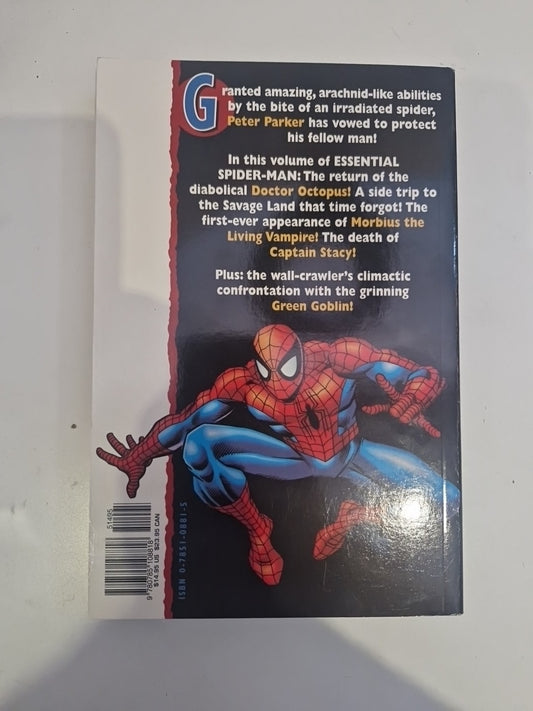 Granted amazing, arachnid-like abilities
by the bite of an irradiated spider,
Peter Parker has vowed to protect
his fellow man!
In this volume of ESSENTIAL
SPIDER-MAN: The return of the
diabolical Doctor Octopus! A side trip to
the Savage Land that time forgot! The
first-ever appearance of Morbius the
Living Vampire! The death of
Captain Stacy!
Plus: the wall-crawler's climactic
confrontation with the grinning
Green Goblin!
51495
9 780785 108818
$14.95 US $23.95 CAN
ISBN 0-7851-0881-5